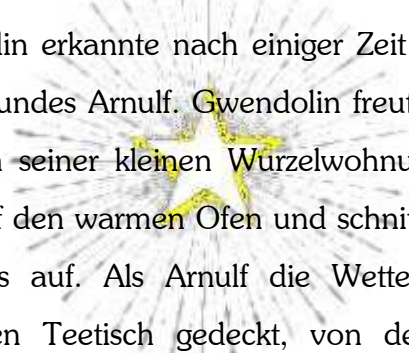 lin erkannte nach einiger Zeit
undes Arnulf. Gwendolin freut
seiner kleinen Wurzelwohnu
den warmen Ofen und schnit
s auf. Als Arnulf die Wette
en Teetisch gedeckt, von de